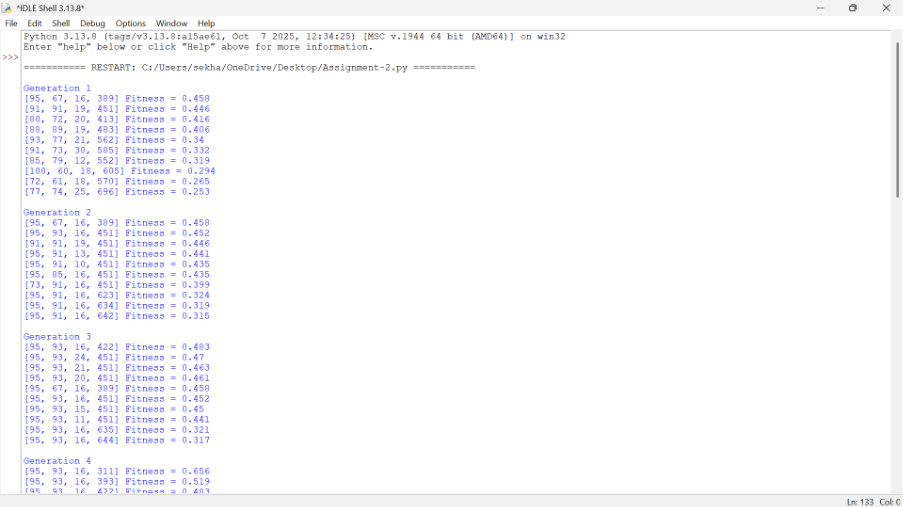 *IDLE Shell 3.13.8*
File Edit Shell Debug Options Window Help
Python 3.13.8 (tags/v3.13.8:a15ae61, Oct  7 2025, 12:34:25) [MSC v.1944 64 bit (AMD64)] on win32
Enter "help" below or click "Help" above for more information.
>>>
=========== RESTART: C:/Users/sekha/OneDrive/Desktop/Assignment-2.py ===========
Generation 1
[95, 67, 16, 389] Fitness = 0.458
[91, 91, 19, 451] Fitness = 0.446
[80, 72, 20, 413] Fitness = 0.416
[88, 89, 19, 483] Fitness = 0.406
[93, 77, 21, 562] Fitness = 0.34
[91, 73, 30, 585] Fitness = 0.332
[85, 79, 12, 552] Fitness = 0.319
[100, 60, 18, 605] Fitness = 0.294
[72, 61, 18, 570] Fitness = 0.265
[77, 74, 25, 696] Fitness = 0.253
Generation 2
[95, 67, 16, 389] Fitness = 0.458
[95, 93, 16, 451] Fitness = 0.452
[91, 91, 19, 451] Fitness = 0.446
[95, 91, 13, 451] Fitness = 0.441
[95, 91, 10, 451] Fitness = 0.435
[95, 85, 16, 451] Fitness = 0.435
[73, 91, 16, 451] Fitness = 0.399
[95, 91, 16, 623] Fitness = 0.324
[95, 91, 16, 634] Fitness = 0.319
[95, 91, 16, 642] Fitness = 0.315
Generation 3
[95, 93, 16, 422] Fitness = 0.483
[95, 93, 24, 451] Fitness = 0.47
[95, 93, 21, 451] Fitness = 0.463
[95, 93, 20, 451] Fitness = 0.461
[95, 67, 16, 389] Fitness = 0.458
[95, 93, 16, 451] Fitness = 0.452
[95, 93, 15, 451] Fitness = 0.45
[95, 93, 11, 451] Fitness = 0.441
[95, 93, 16, 635] Fitness = 0.321
[95, 93, 16, 644] Fitness = 0.317
Generation 4
[95, 93, 16, 311] Fitness = 0.656
[95, 93, 16, 393] Fitness = 0.519
[95, 93, 16, 422] Fitness = 0.483
Ln: 133 Col: 0